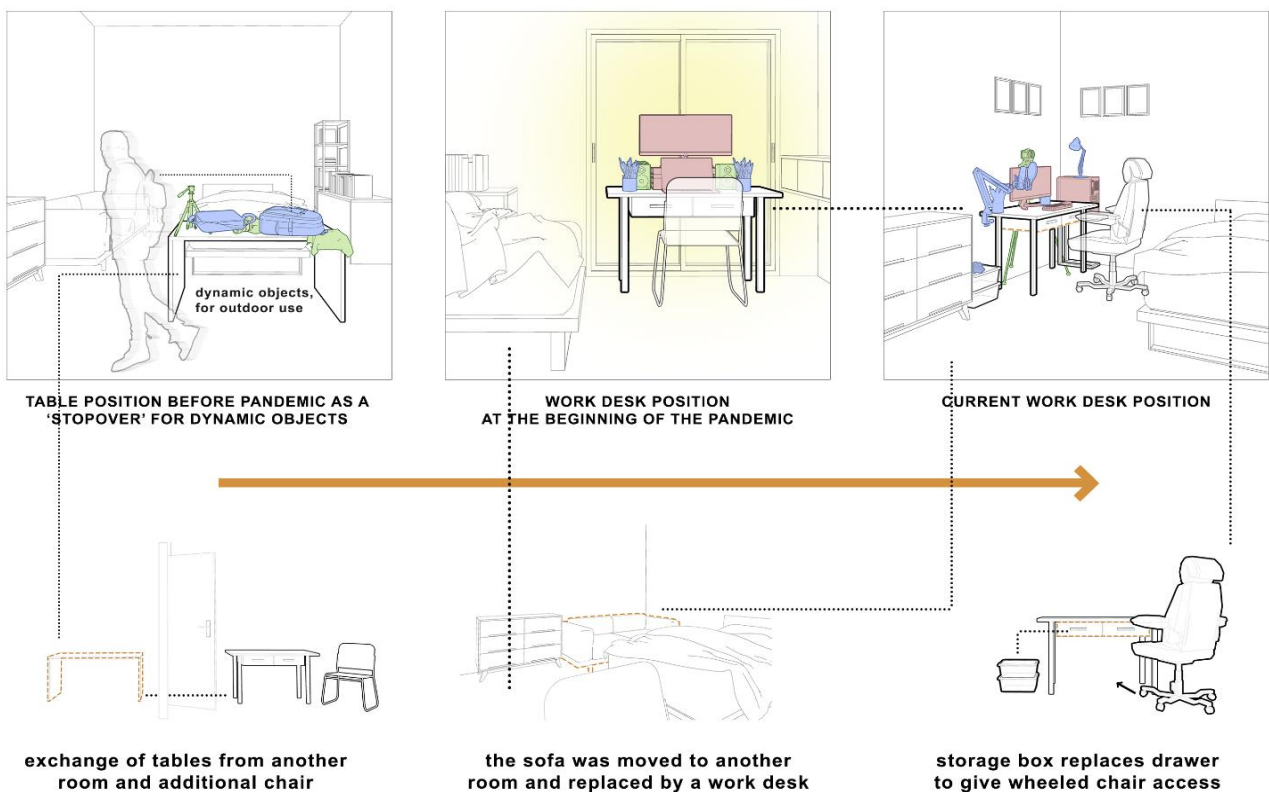 dynamic objects,
for outdoor use
TABLE POSITION BEFORE PANDEMIC AS A
‘STOPOVER’ FOR DYNAMIC OBJECTS
WORK DESK POSITION
AT THE BEGINNING OF THE PANDEMIC
CURRENT WORK DESK POSITION
exchange of tables from another
room and additional chair
the sofa was moved to another
room and replaced by a work desk
storage box replaces drawer
to give wheeled chair access